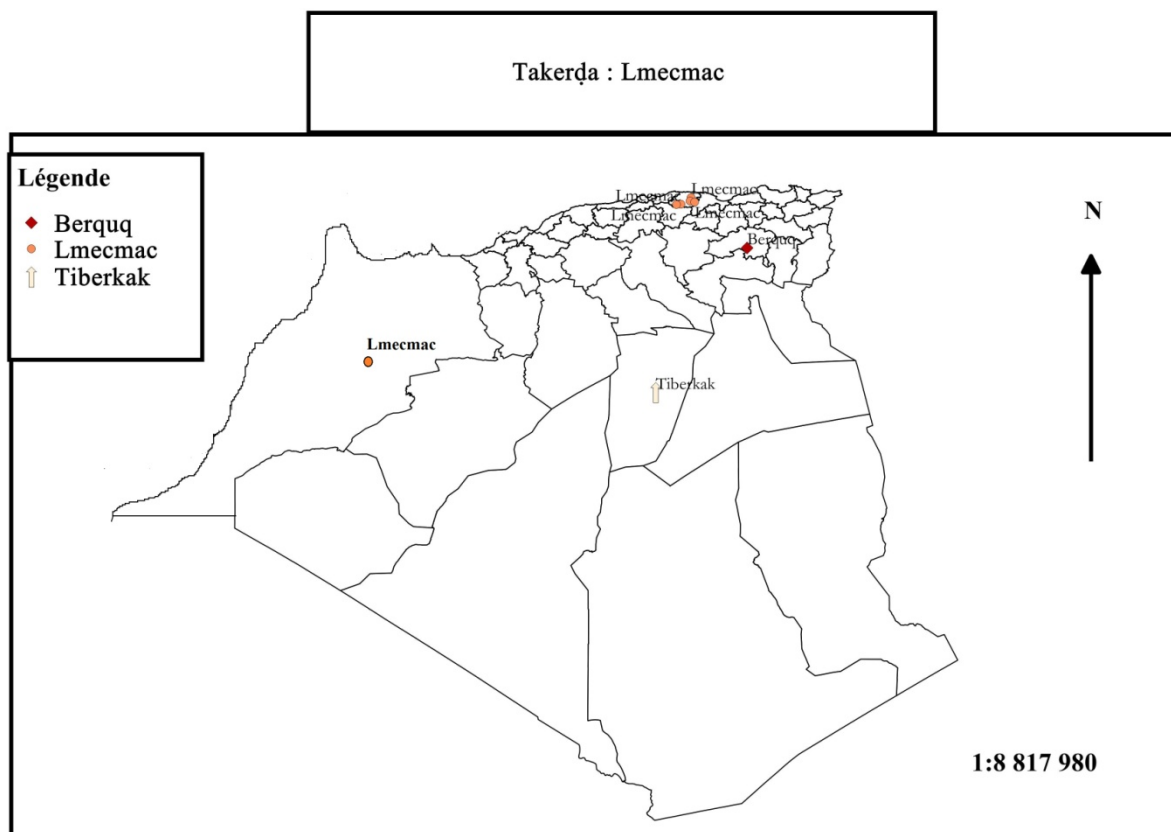 Takerḍa : Lmecmac
Légende
Berquq
Lmecmac
Tiberkak
N
Lmecmac
Lmecmac
Lmecmac
Lmecmac
Berquq
Lmecmac
Tiberkak
1:8 817 980